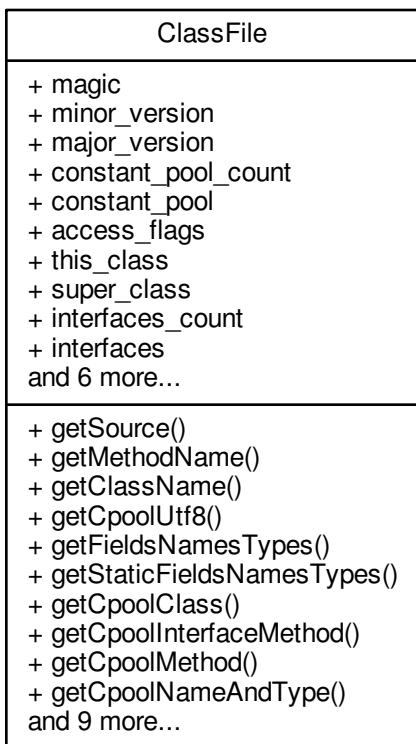 ClassFile
+ magic
+ minor_version
+ major_version
+ constant_pool_count
+ constant_pool
+ access_flags
+ this_class
+ super_class
+ interfaces_count
+ interfaces
and 6 more...
+ getSource()
+ getMethodName()
+ getClassName()
+ getCpoolUtf8()
+ getFieldsNamesTypes()
+ getStaticFieldsNamesTypes()
+ getCpoolClass()
+ getCpoolInterfaceMethod()
+ getCpoolMethod()
+ getCpoolNameAndType()
and 9 more...